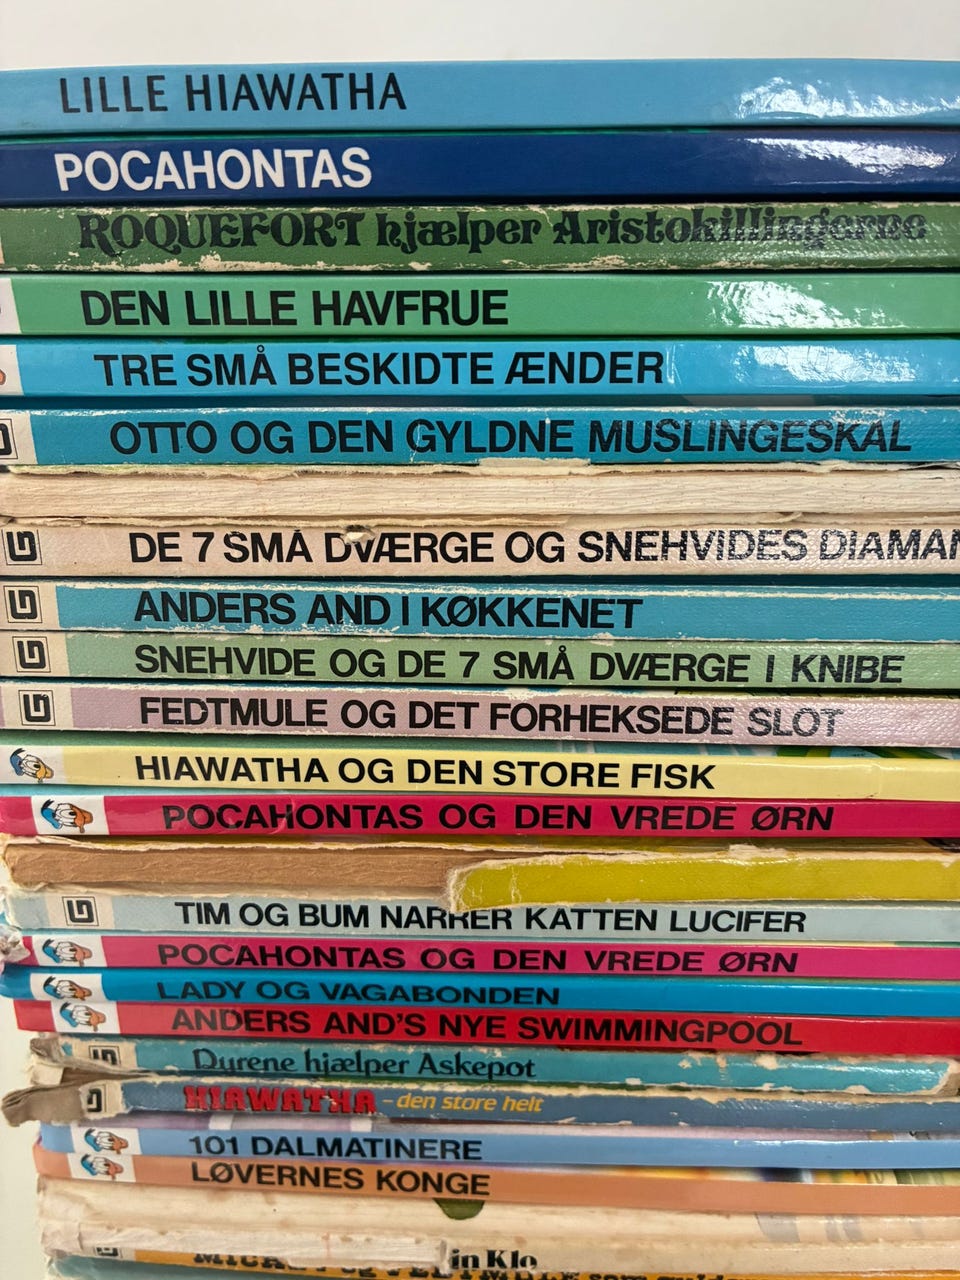 LILLE HIAWATHA
POCAHONTAS
ROQUEFORT hjælper Aristokillingerne
DEN LILLE HAVFRUE
TRE SMÅ BESKIDTE ÆNDER
OTTO OG DEN GYLDNE MUSLINGESKAL
DE 7 SMÅ DVÆRGE OG SNEHVIDES DIAMAN
G
ANDERS AND I KØKKENET
G
SNEHVIDE OG DE 7 SMÅ DVÆRGE I KNIBE
G
FEDTMULE OG DET FORHEKSEDE SLOT
G
HIAWATHA OG DEN STORE FISK
POCAHONTAS OG DEN VREDE ØRN
TIM OG BUM NARRER KATTEN LUCIFER
G
POCAHONTAS OG DEN VREDE ØRN
LADY OG VAGABONDEN
ANDERS AND'S NYE SWIMMINGPOOL
Dyrene hjælper Askepot
HIAWATHA - den store helt
101 DALMATINERE
LØVERNES KONGE
in Klo